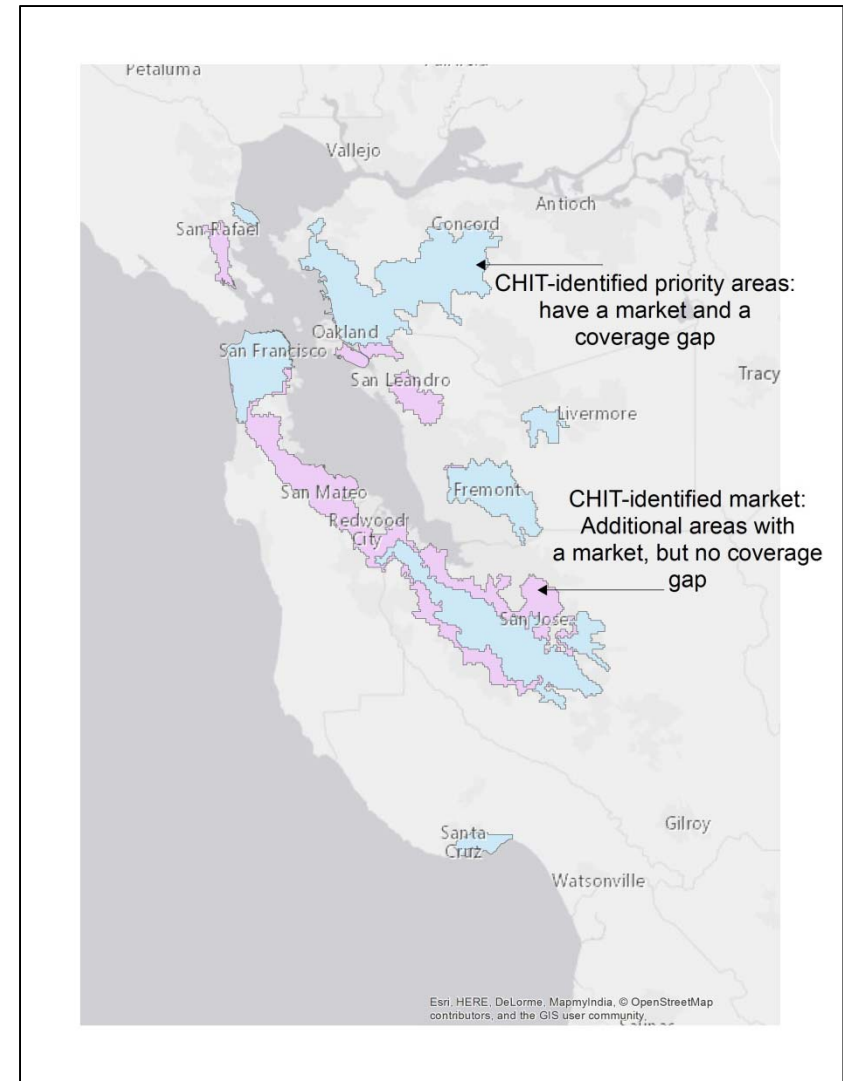 Petaluma
Vallejo
Antioch
Concord
San Rafael
CHIT-identified priority areas:
have a market and a
coverage gap
Oakland
San Francisco
San Leandro
Tracy
Livermore
Fremont
San Mateo
Redwood
City
CHIT-identified market:
Additional areas with
a market, but no coverage
gap
San Jose
Gilroy
Santa
Cruz
Watsonville
Esri, HERE, DeLorme, MapmyIndia, © OpenStreetMap
contributors, and the GIS user community,